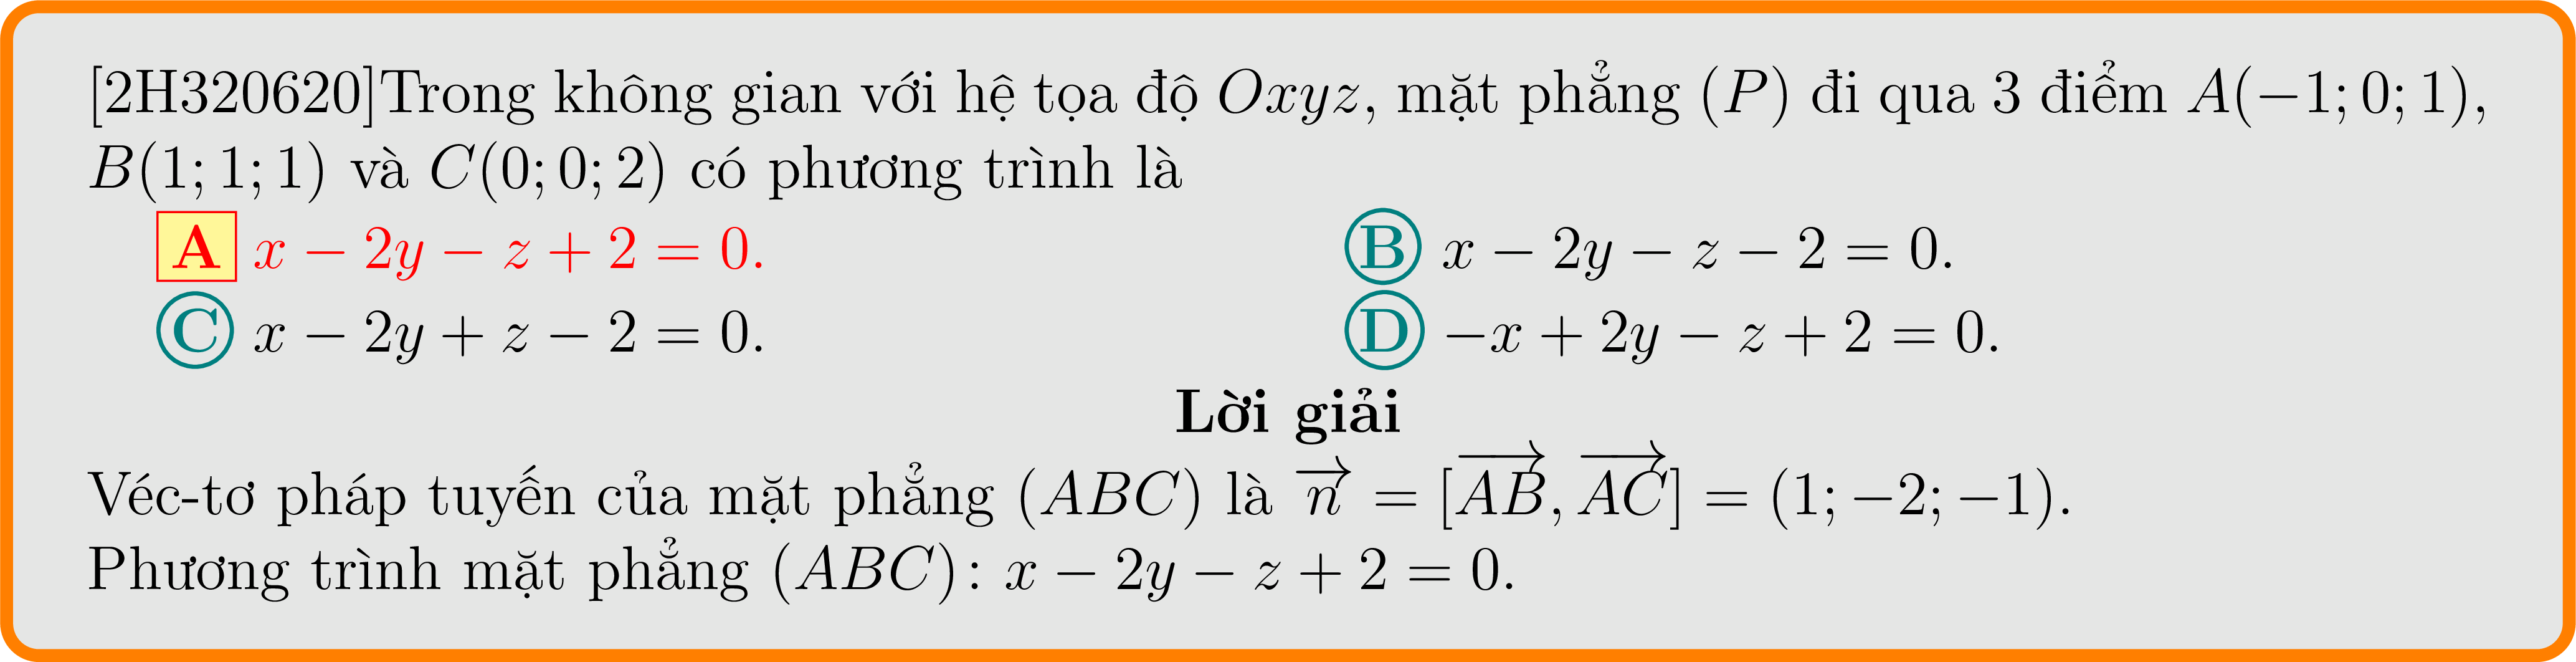 [2H320620]Trong không gian với hệ tọa độ Oxyz, mặt phẳng (P) đi qua 3 điểm A(−1; 0; 1),
B(1; 1; 1) và C(0; 0; 2) có phương trình là
A x − 2y − z + 2 = 0. B x − 2y − z − 2 = 0.
C x − 2y + z − 2 = 0. D −x + 2y − z + 2 = 0.
Lời giải
Véc-tơ pháp tuyến của mặt phẳng (ABC) là $\overrightarrow{n} = [\overrightarrow{AB}, \overrightarrow{AC}]$ = (1; −2; −1).
Phương trình mặt phẳng (ABC): x − 2y − z + 2 = 0.